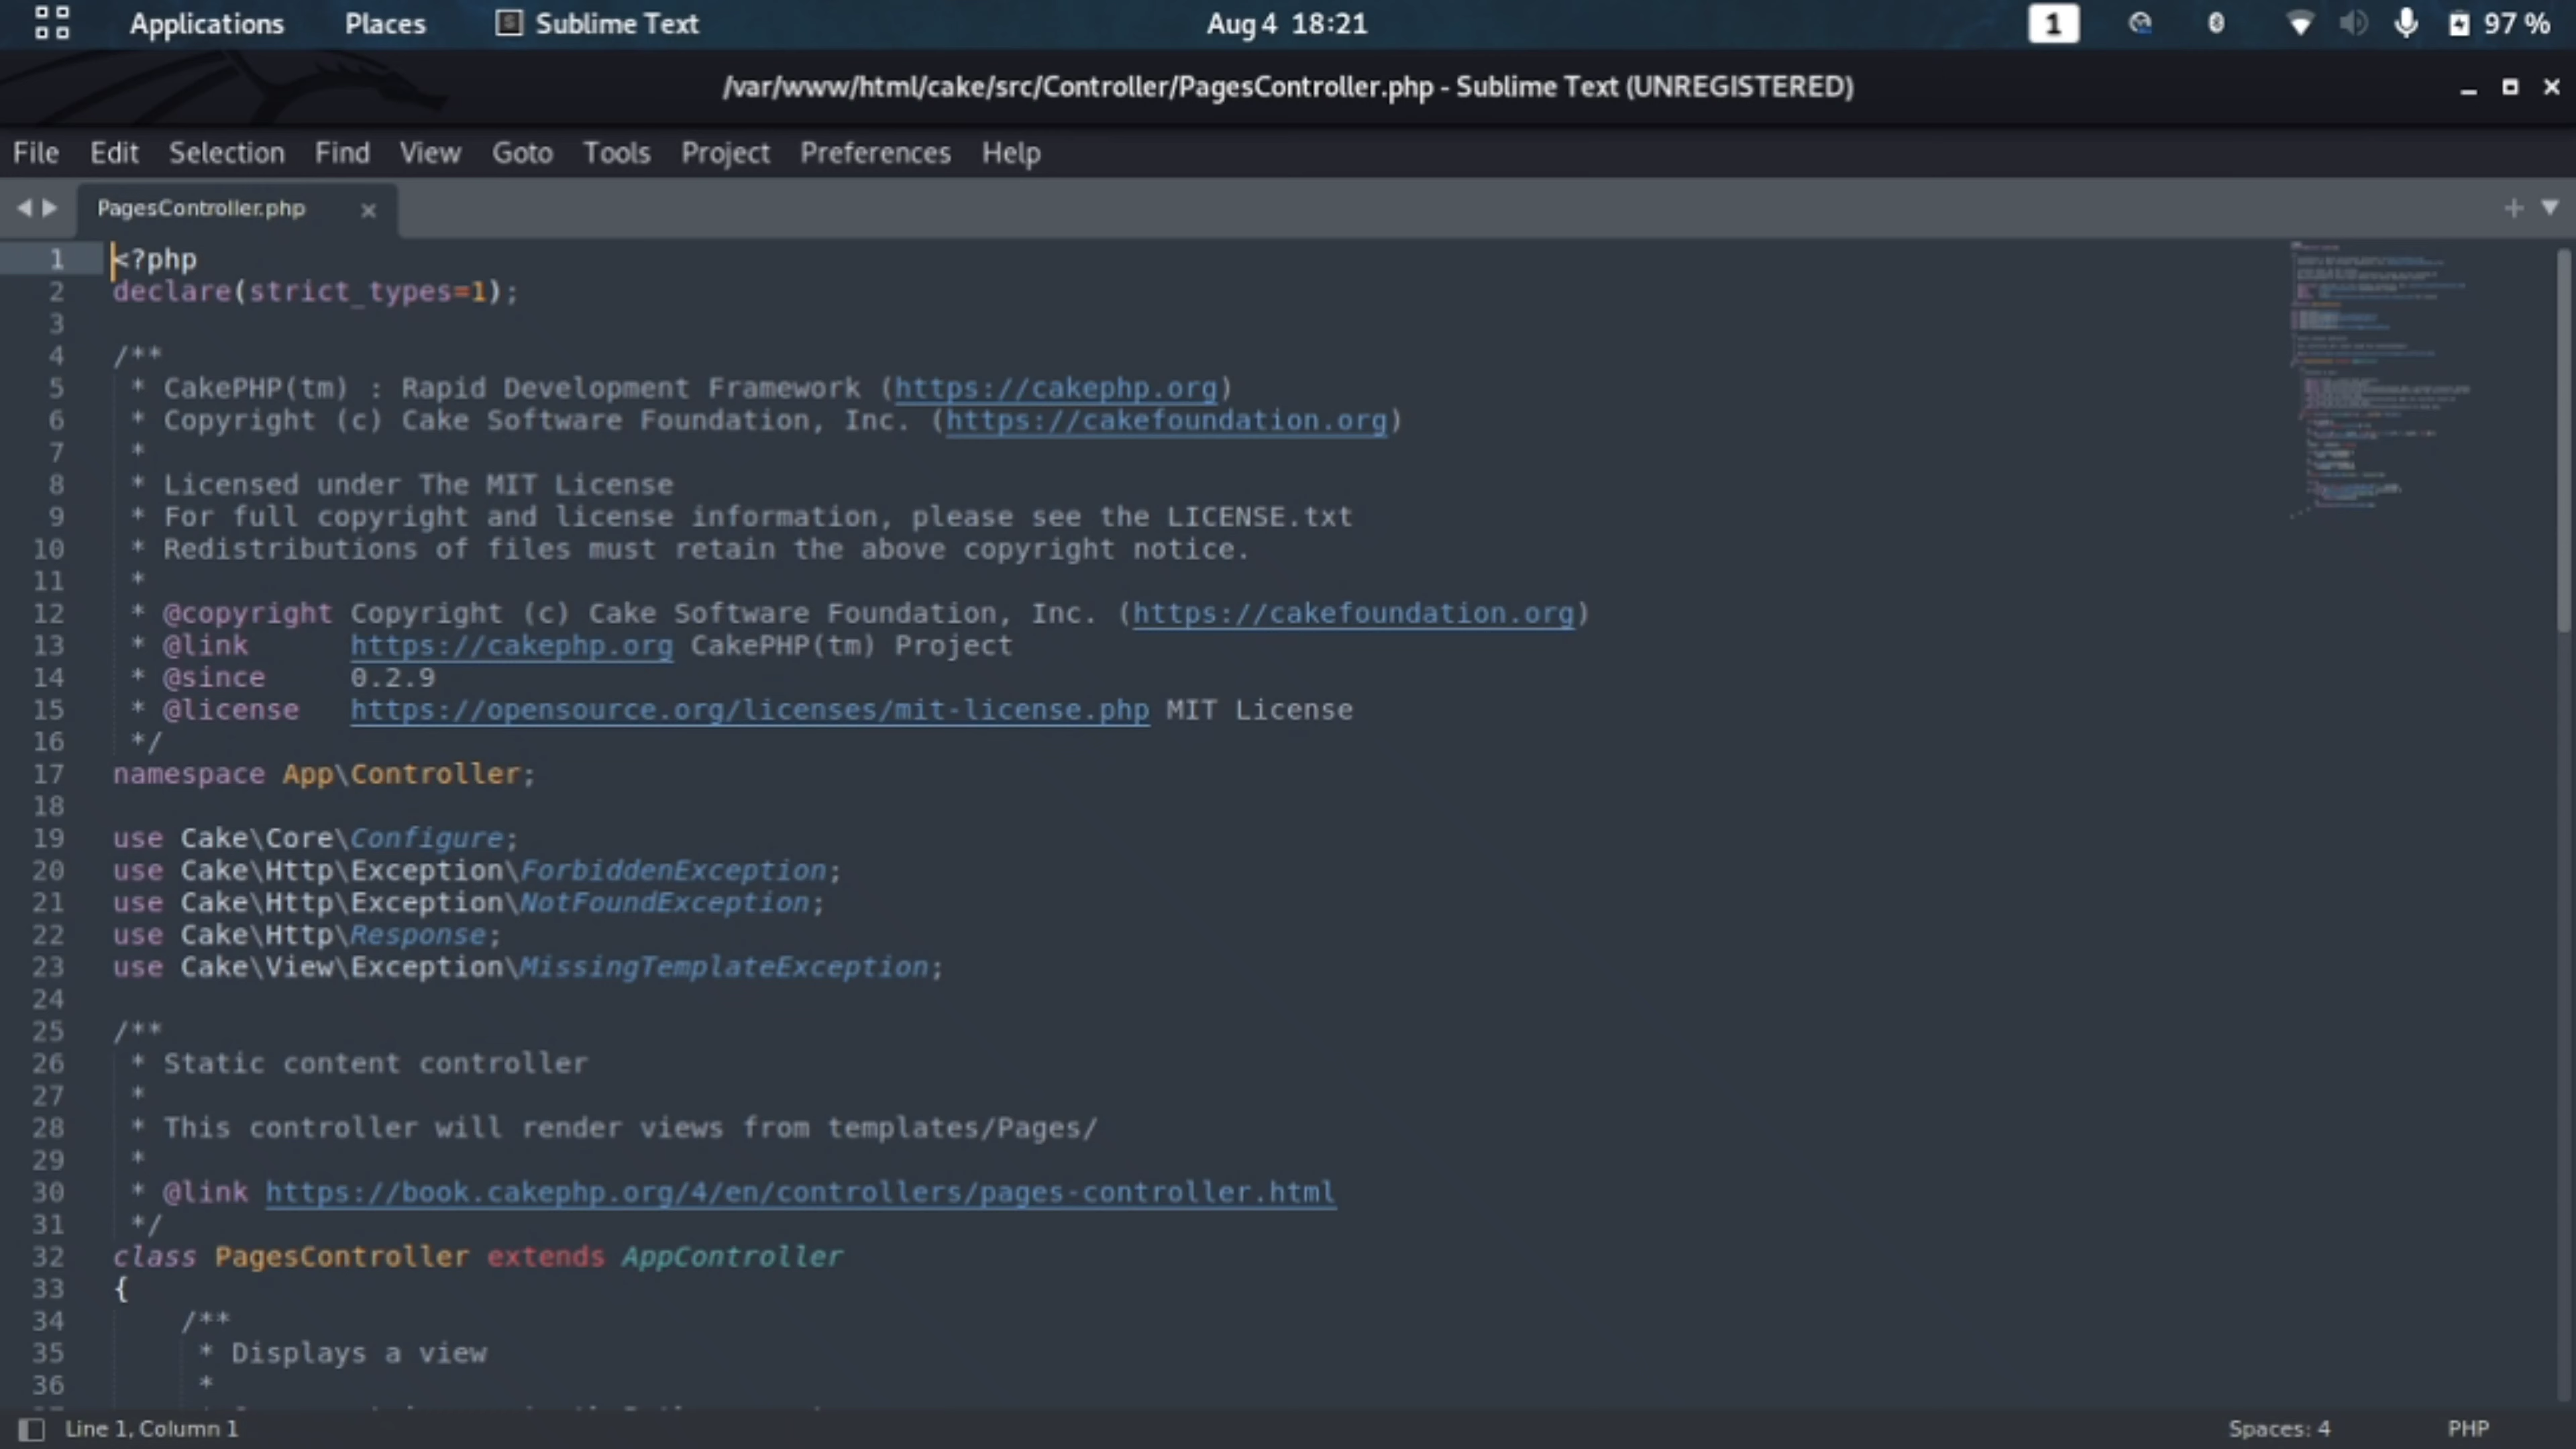 Applications Places Sublime Text Aug 4 18:21 1 97 %
/var/www/html/cake/src/Controller/PagesController.php - Sublime Text (UNREGISTERED)
File Edit Selection Find View Goto Tools Project Preferences Help
PagesController.php
1 <?php
2 declare(strict_types=1);
3
4 /**
5 * CakePHP(tm) : Rapid Development Framework (https://cakephp.org)
6 * Copyright (c) Cake Software Foundation, Inc. (https://cakefoundation.org)
7 *
8 * Licensed under The MIT License
9 * For full copyright and license information, please see the LICENSE.txt
10 * Redistributions of files must retain the above copyright notice.
11 *
12 * @copyright Copyright (c) Cake Software Foundation, Inc. (https://cakefoundation.org)
13 * @link https://cakephp.org CakePHP(tm) Project
14 * @since 0.2.9
15 * @license https://opensource.org/licenses/mit-license.php MIT License
16 */
17 namespace App\Controller;
18
19 use Cake\Core\Configure;
20 use Cake\Http\Exception\ForbiddenException;
21 use Cake\Http\Exception\NotFoundException;
22 use Cake\Http\Response;
23 use Cake\View\Exception\MissingTemplateException;
24
25 /**
26 * Static content controller
27 *
28 * This controller will render views from templates/Pages/
29 *
30 * @link https://book.cakephp.org/4/en/controllers/pages-controller.html
31 */
32 class PagesController extends AppController
33 {
34 /**
35 * Displays a view
36 *
Line 1, Column 1 Spaces: 4 PHP